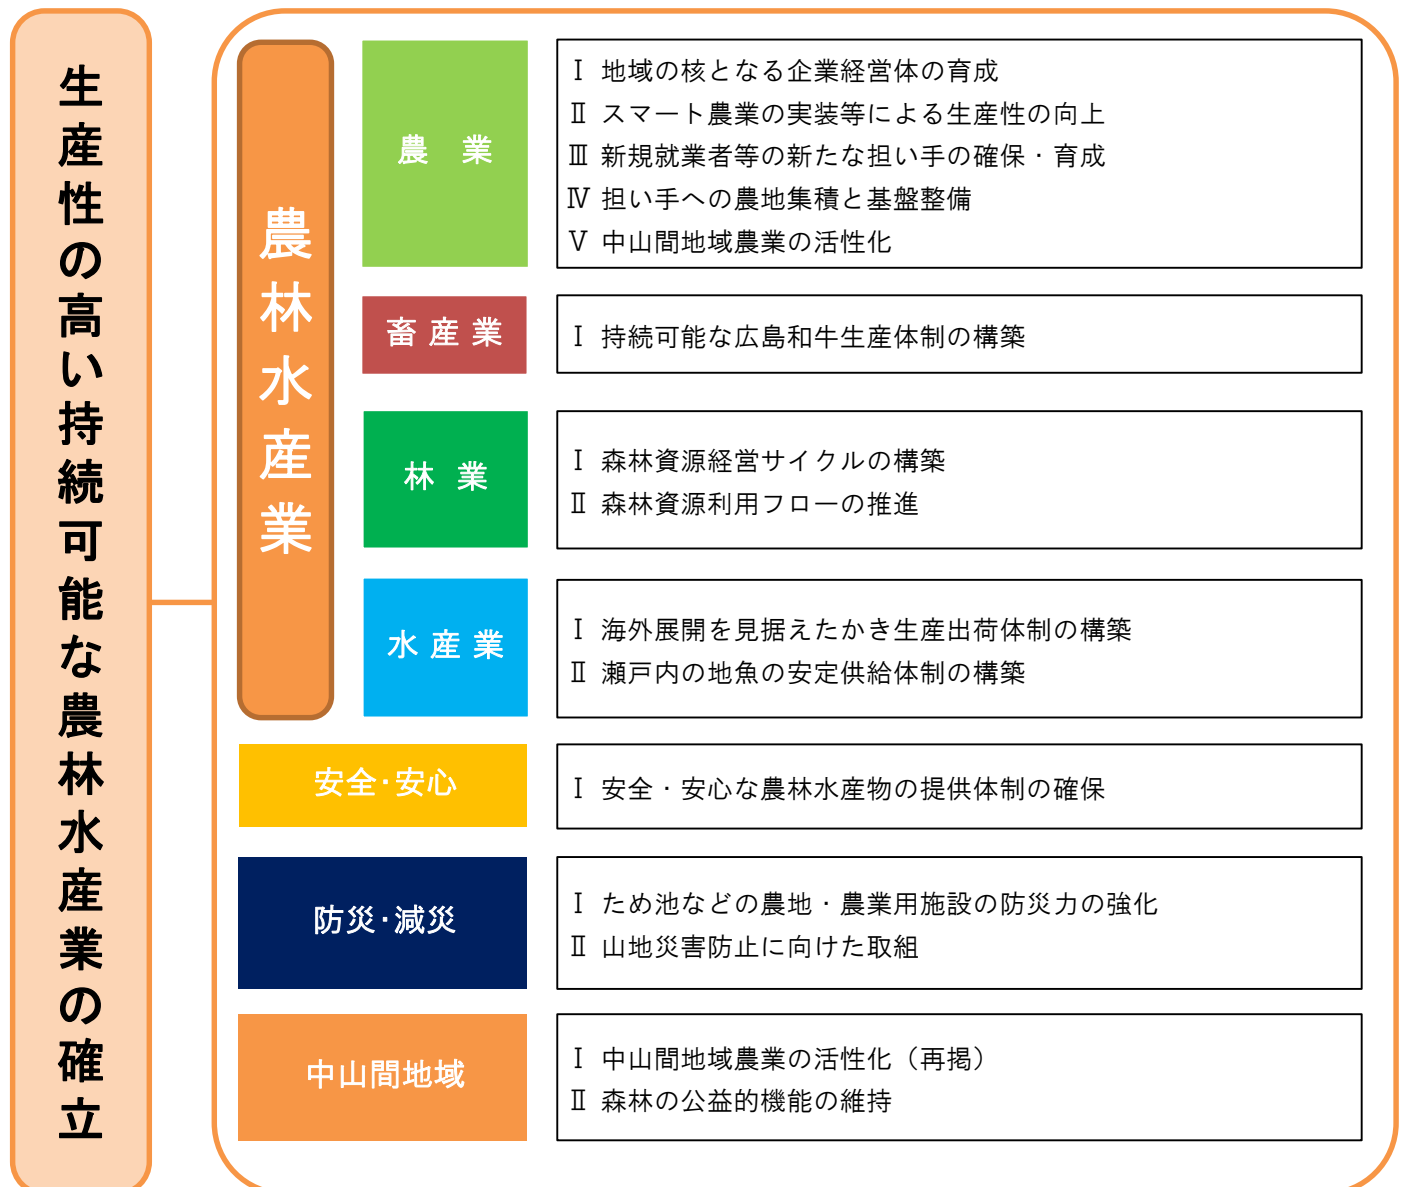 生産性の高い持続可能な農林水産業の確立
農林水産業
農　業
Ⅰ 地域の核となる企業経営体の育成
Ⅱ スマート農業の実装等による生産性の向上
Ⅲ 新規就業者等の新たな担い手の確保・育成
Ⅳ 担い手への農地集積と基盤整備
Ⅴ 中山間地域農業の活性化
畜 産 業
Ⅰ 持続可能な広島和牛生産体制の構築
林 業
Ⅰ 森林資源経営サイクルの構築
Ⅱ 森林資源利用フローの推進
水 産 業
Ⅰ 海外展開を見据えたかき生産出荷体制の構築
Ⅱ 瀬戸内の地魚の安定供給体制の構築
安全･安心
Ⅰ 安全・安心な農林水産物の提供体制の確保
防災･減災
Ⅰ ため池などの農地・農業用施設の防災力の強化
Ⅱ 山地災害防止に向けた取組
中山間地域
Ⅰ 中山間地域農業の活性化（再掲）
Ⅱ 森林の公益的機能の維持